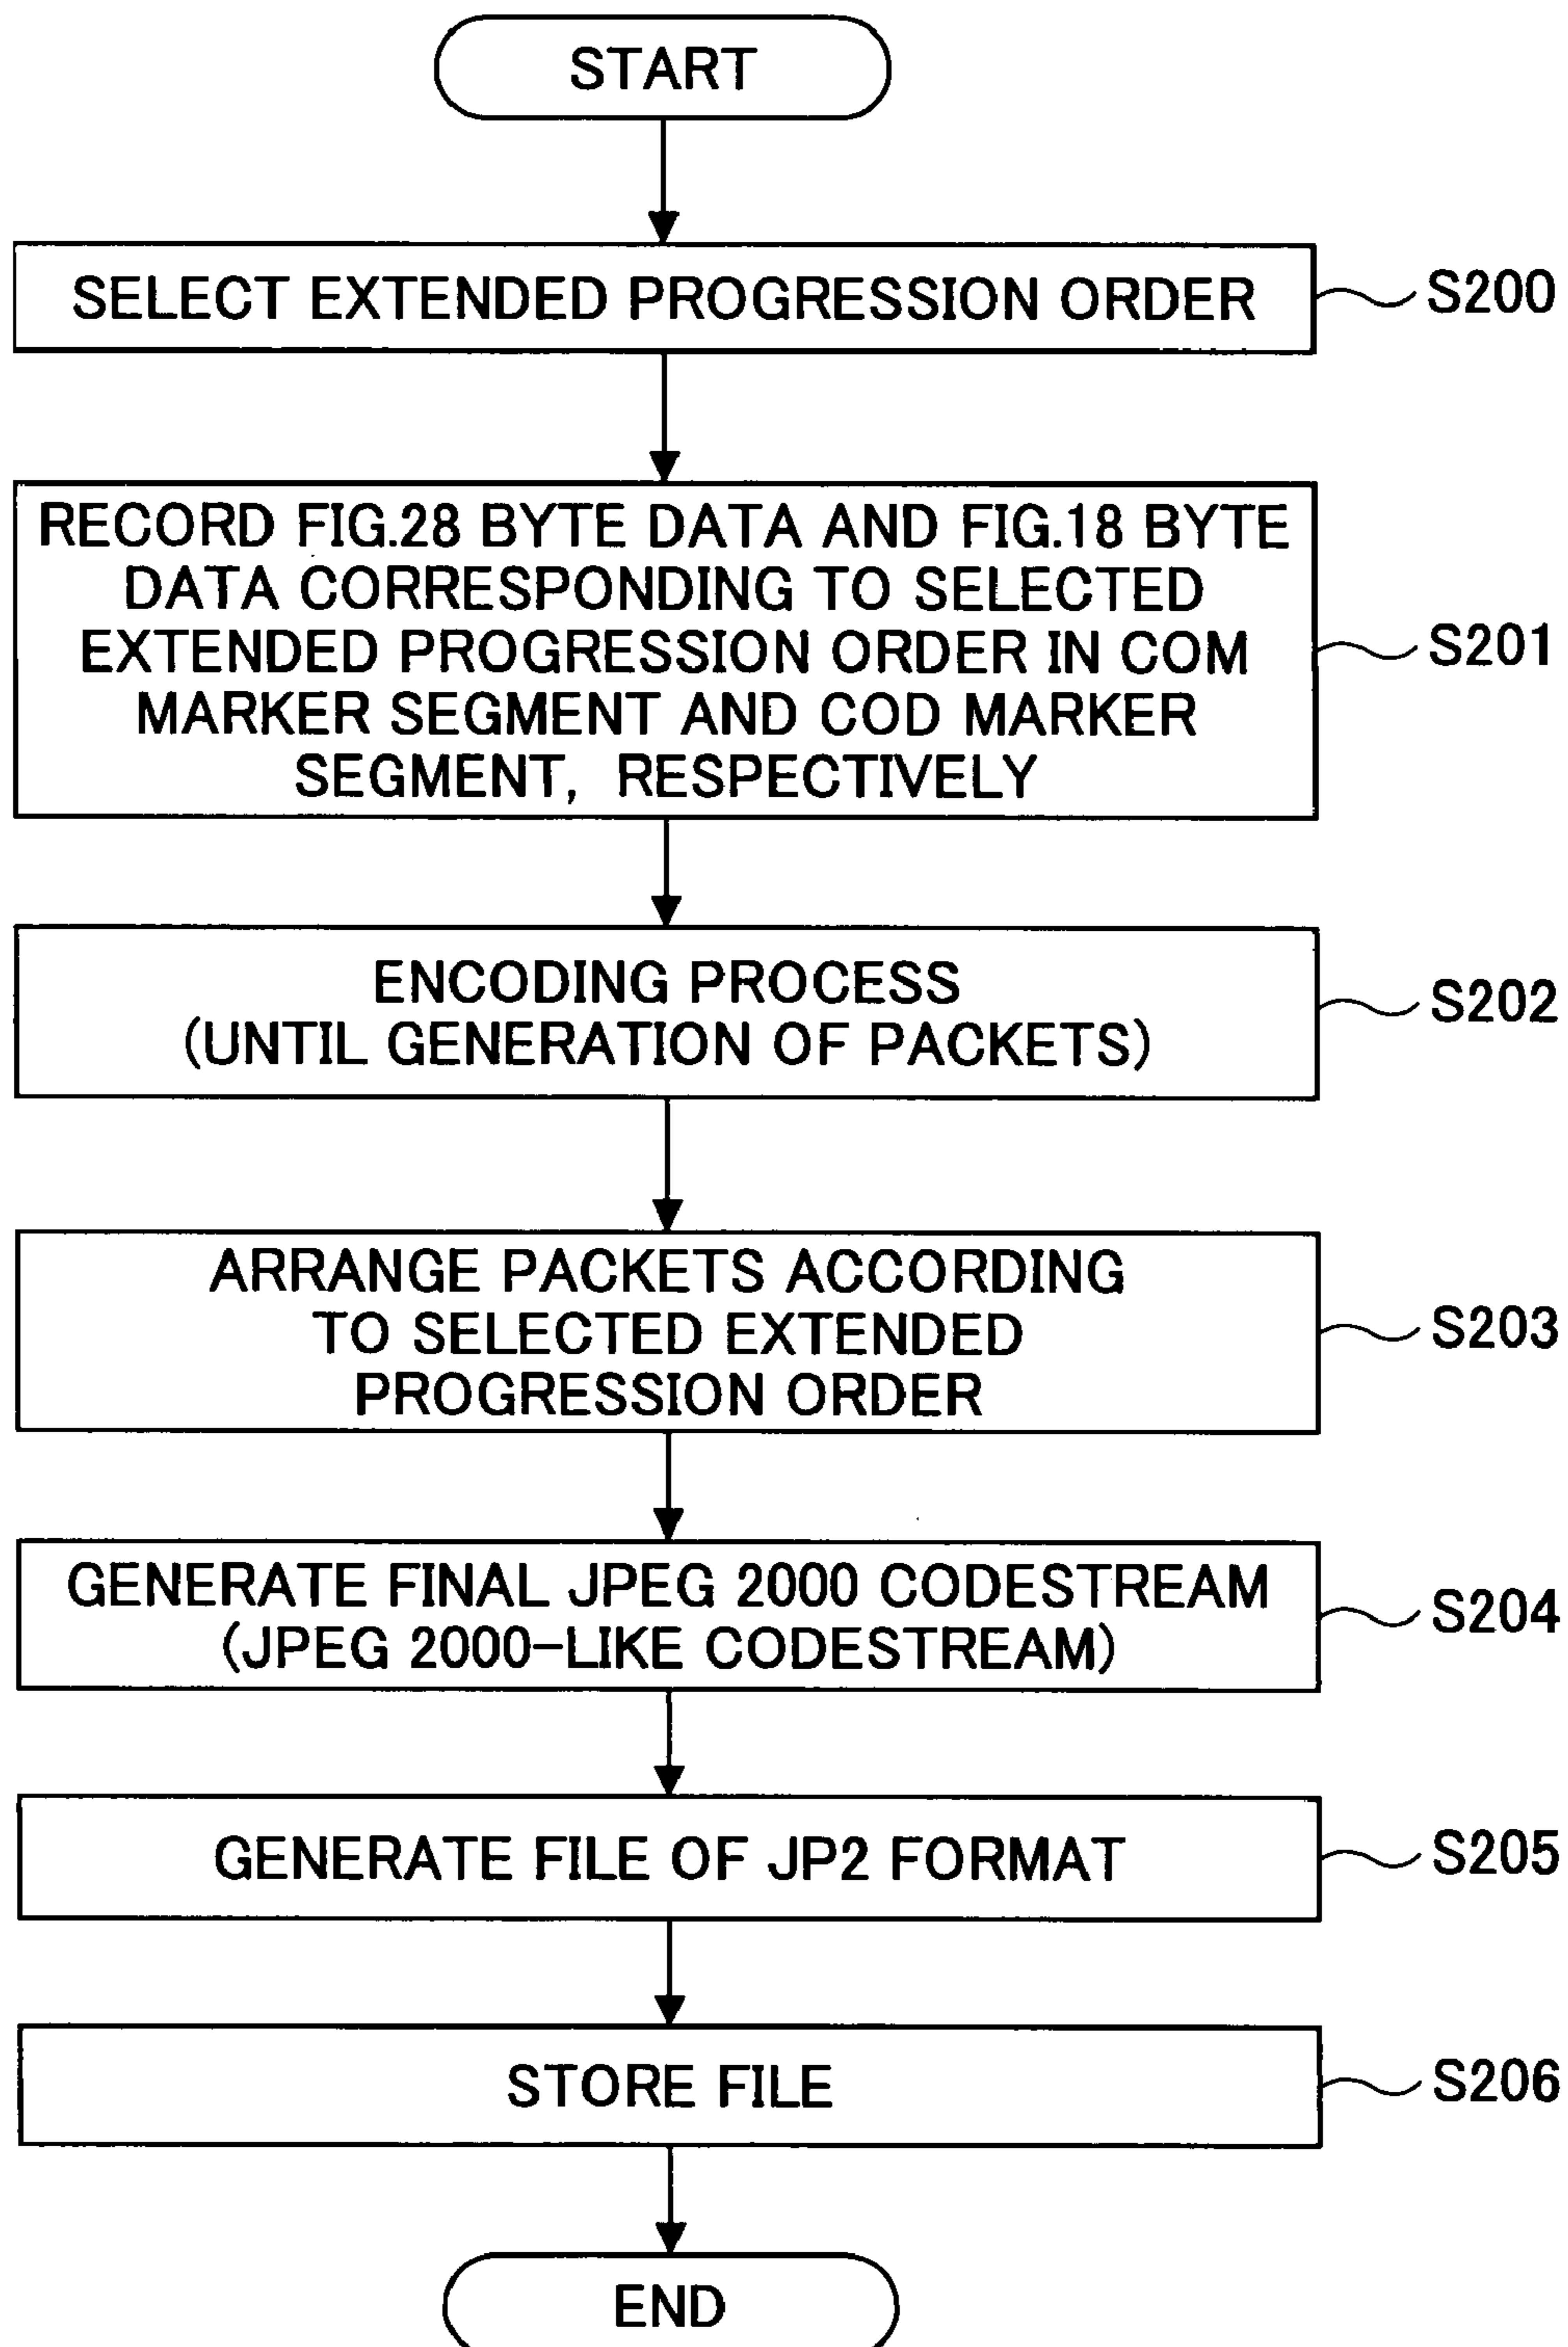 START
SELECT EXTENDED PROGRESSION ORDER
S200
RECORD FIG.28 BYTE DATA AND FIG.18 BYTE
DATA CORRESPONDING TO SELECTED
EXTENDED PROGRESSION ORDER IN COM
MARKER SEGMENT AND COD MARKER
SEGMENT, RESPECTIVELY
S201
ENCODING PROCESS
(UNTIL GENERATION OF PACKETS)
S202
ARRANGE PACKETS ACCORDING
TO SELECTED EXTENDED
PROGRESSION ORDER
S203
GENERATE FINAL JPEG 2000 CODESTREAM
(JPEG 2000-LIKE CODESTREAM)
S204
GENERATE FILE OF JP2 FORMAT
S205
STORE FILE
S206
END